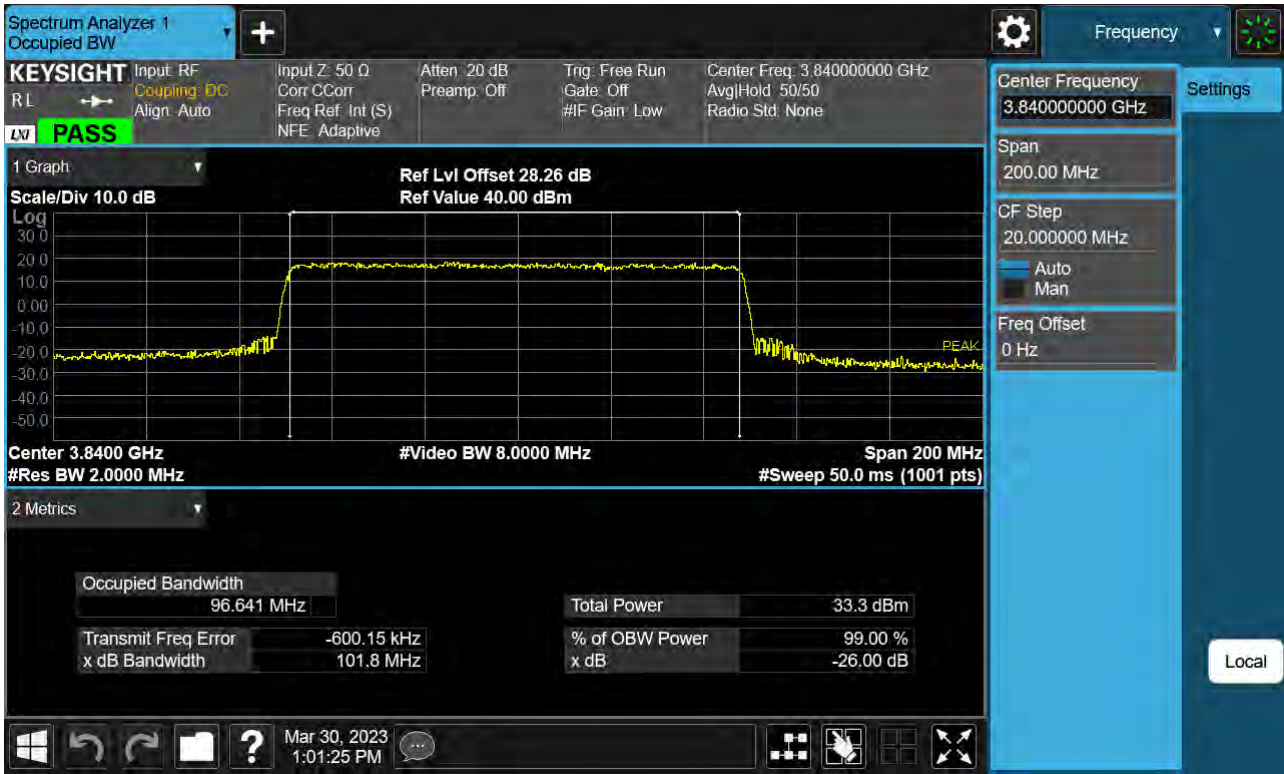 Spectrum Analyzer 1
Occupied BW
+
Frequency
KEYSIGHT
RL
LXI PASS
Input: RF
Coupling: DC
Align: Auto
Input Z: 50 Ω
Corr CCorr
Freq Ref: Int (S)
NFE: Adaptive
Atten: 20 dB
Preamp: Off
Trig: Free Run
Gate: Off
#IF Gain: Low
Center Freq: 3.840000000 GHz
Avg|Hold: 50/50
Radio Std: None
Center Frequency
3.840000000 GHz
Settings
Span
200.00 MHz
CF Step
20.000000 MHz
Auto
Man
Freq Offset
0 Hz
Local
1 Graph
Scale/Div 10.0 dB
Ref Lvl Offset 28.26 dB
Ref Value 40.00 dBm
Log
30.0
20.0
10.0
0.00
-10.0
-20.0
-30.0
-40.0
-50.0
PEAK
Center 3.8400 GHz
#Video BW 8.0000 MHz
Span 200 MHz
#Res BW 2.0000 MHz
#Sweep 50.0 ms (1001 pts)
2 Metrics
Occupied Bandwidth
96.641 MHz
Total Power 33.3 dBm
Transmit Freq Error -600.15 kHz
% of OBW Power 99.00 %
x dB Bandwidth 101.8 MHz
x dB -26.00 dB
?
Mar 30, 2023
1:01:25 PM